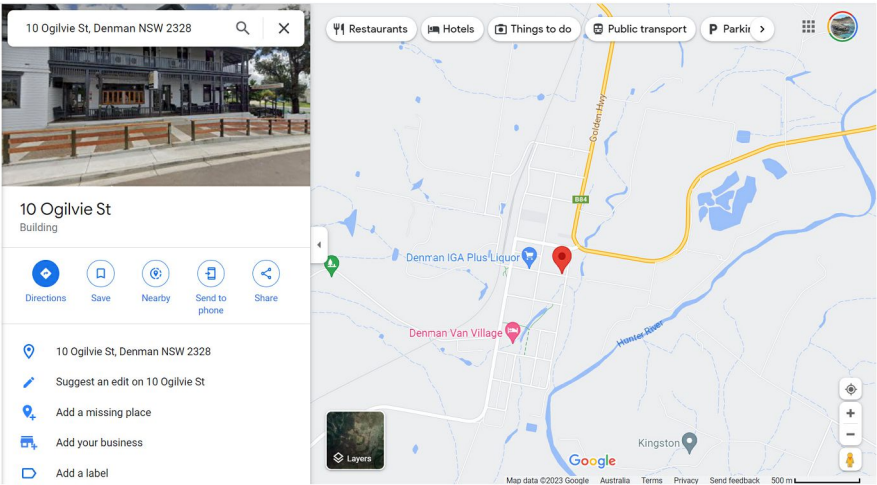 10 Ogilvie St, Denman NSW 2328
Restaurants
Hotels
Things to do
Public transport
Parkin
10 Ogilvie St
Building
Directions
Save
Nearby
Send to
phone
Share
10 Ogilvie St, Denman NSW 2328
Suggest an edit on 10 Ogilvie St
Add a missing place
Add your business
Add a label
Golden Hwy
B84
Denman IGA Plus Liquor
Denman Van Village
Hunter River
Kingston
Layers
Google
Map data ©2023 Google Australia Terms Privacy Send feedback 500 m